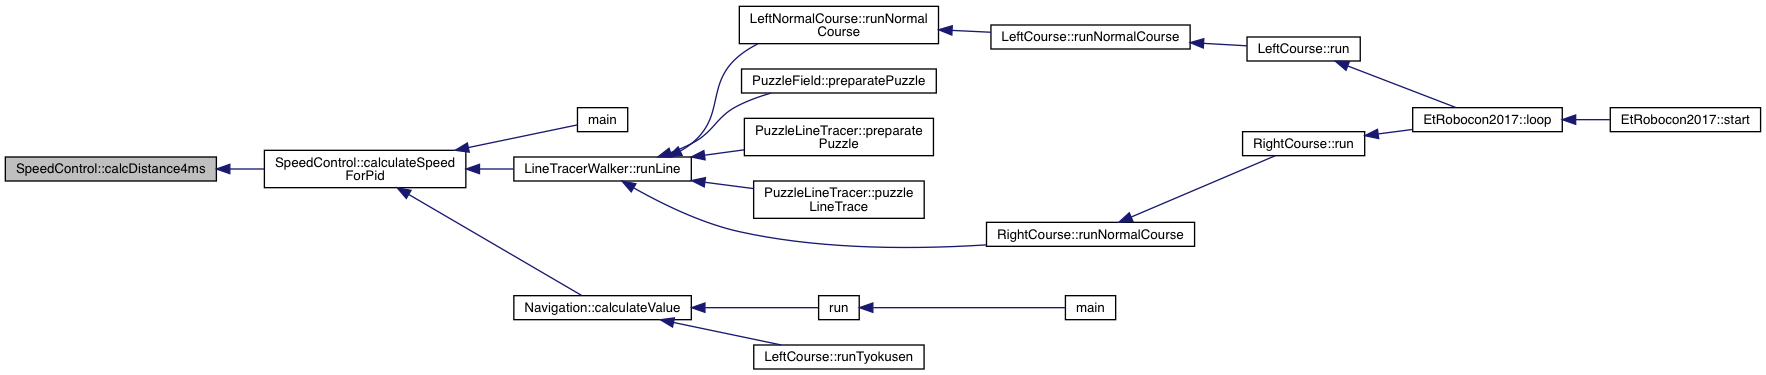 LeftNormalCourse::runNormal
Course
LeftCourse::runNormalCourse
LeftCourse::run
PuzzleField::preparatePuzzle
main
PuzzleLineTracer::preparate
Puzzle
EtRobocon2017::loop
EtRobocon2017::start
RightCourse::run
SpeedControl::calcDistance4ms
SpeedControl::calculateSpeed
ForPid
LineTracerWalker::runLine
PuzzleLineTracer::puzzle
LineTrace
RightCourse::runNormalCourse
Navigation::calculateValue
run
main
LeftCourse::runTyokusen